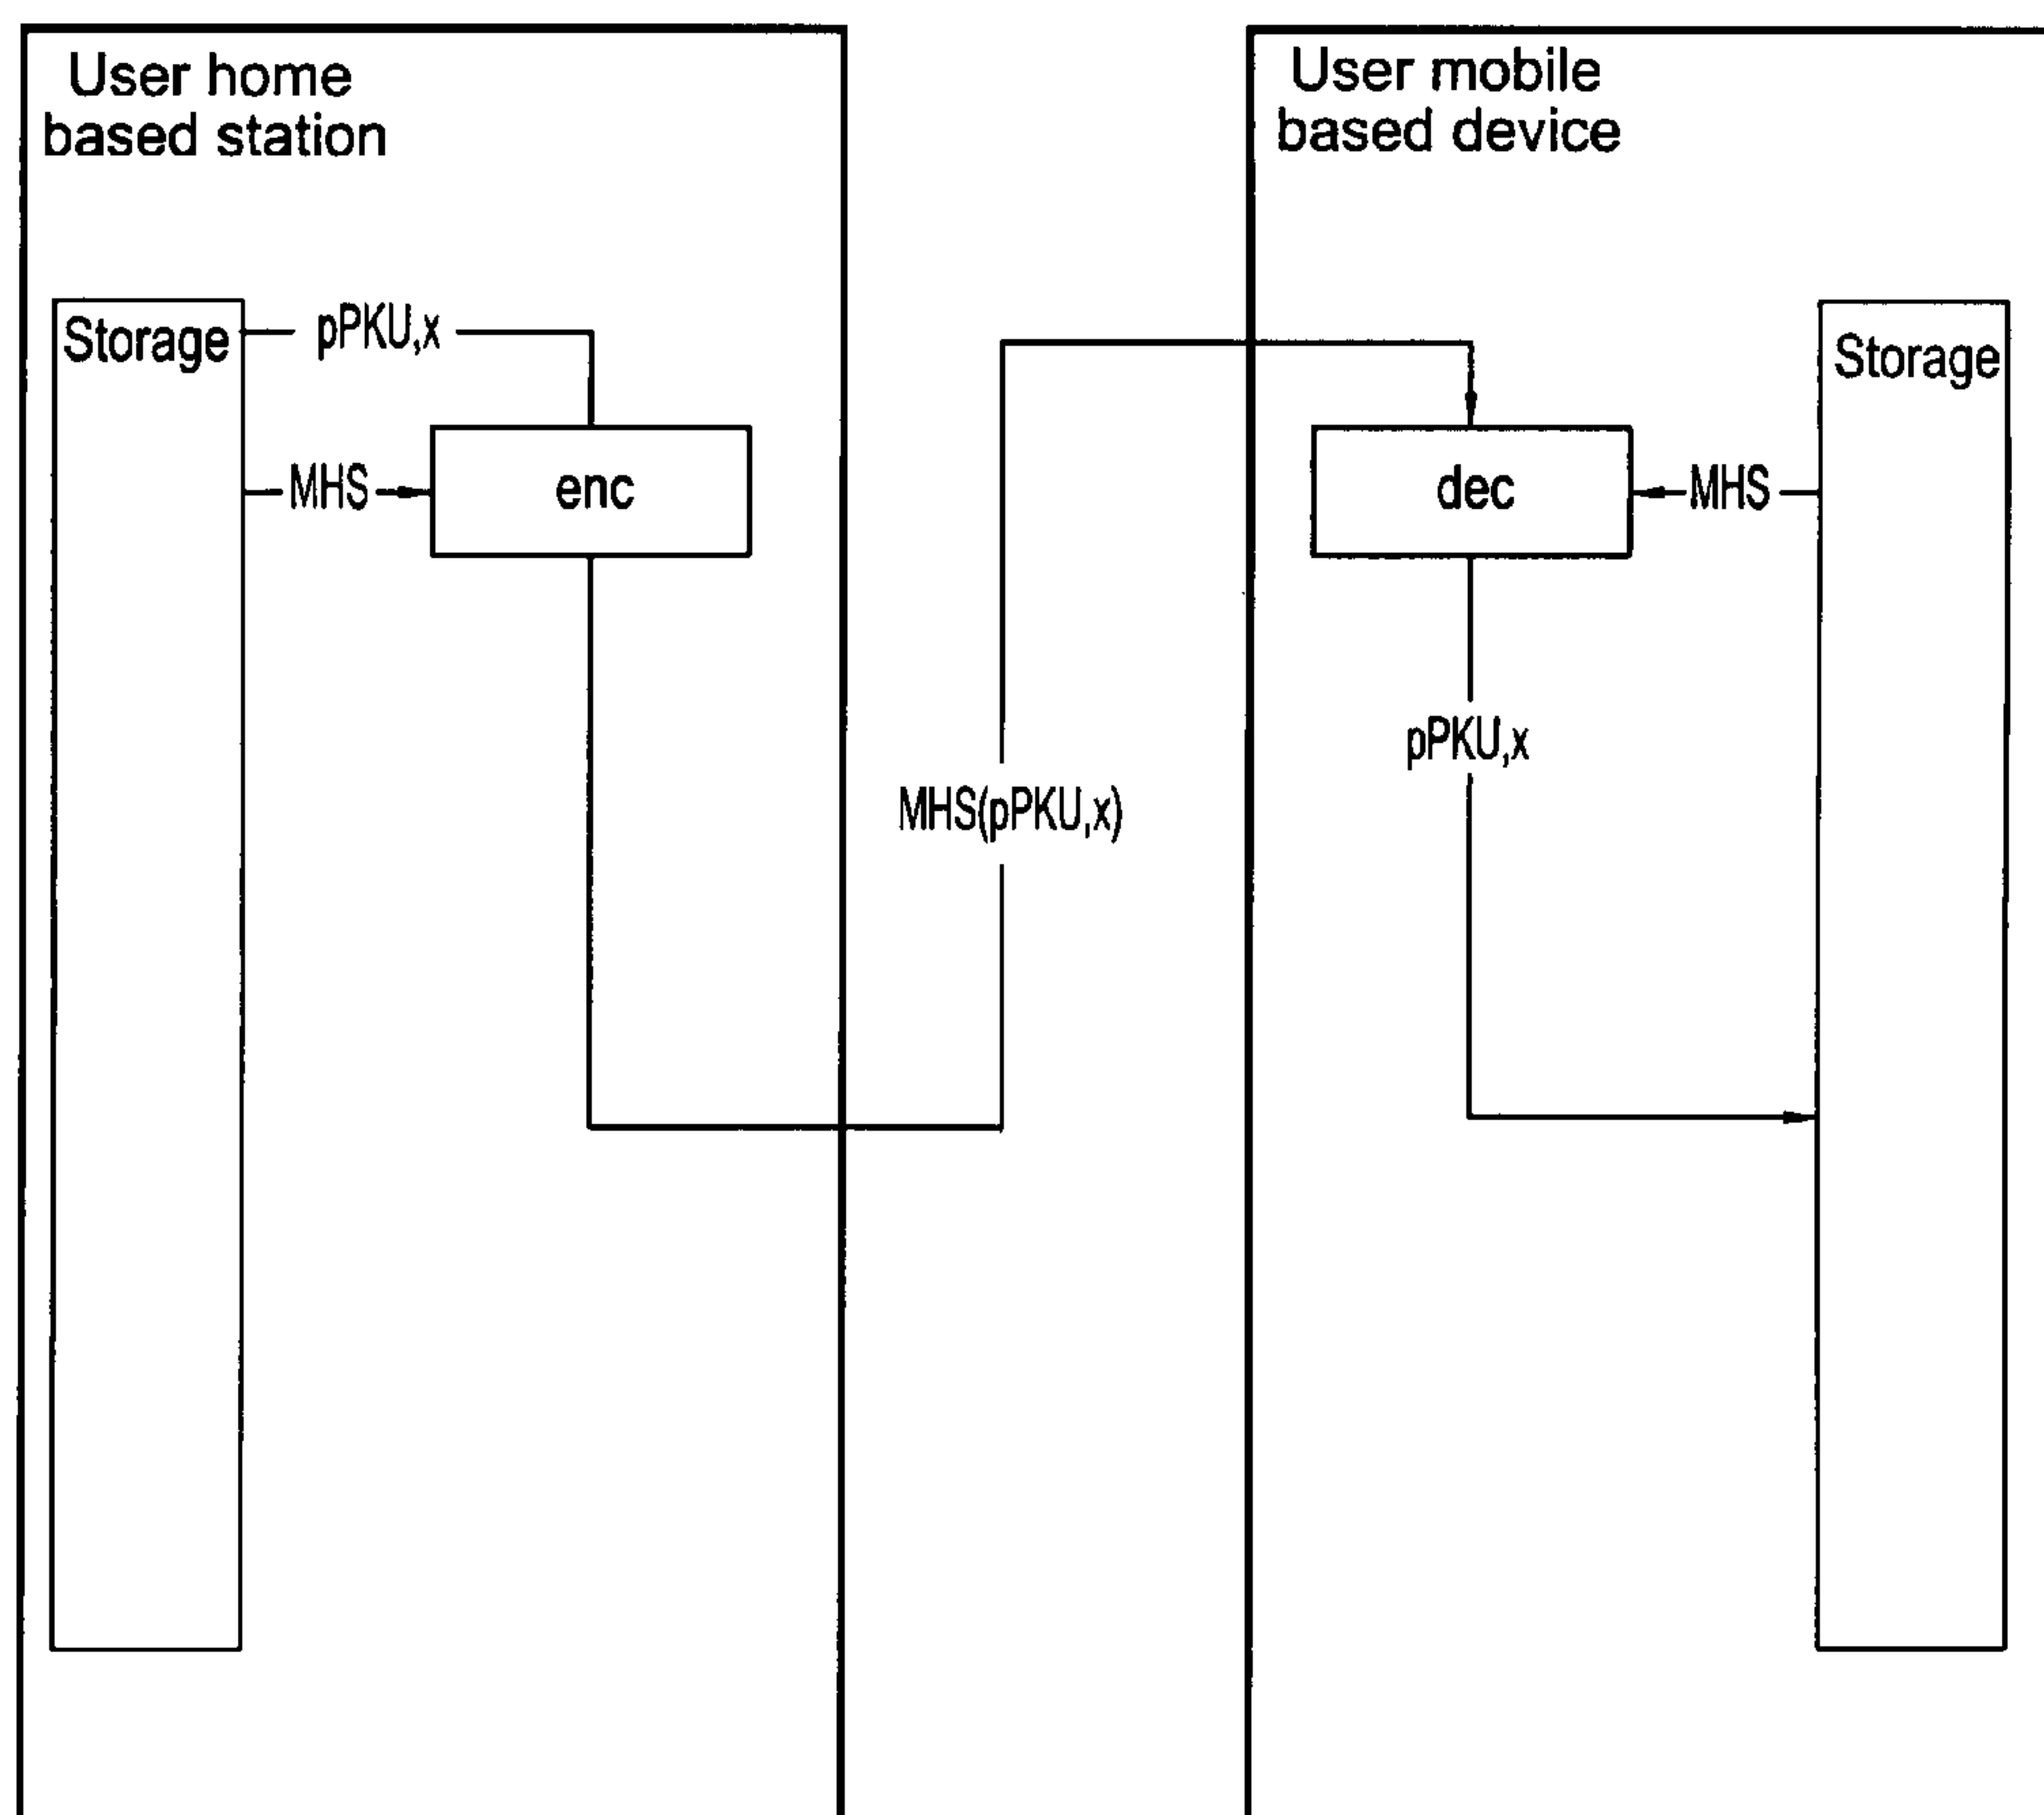 User home
based station
Storage
pPKU,x
MHS
enc
MHS(pPKU,x)
User mobile
based device
dec
MHS
Storage
pPKU,x